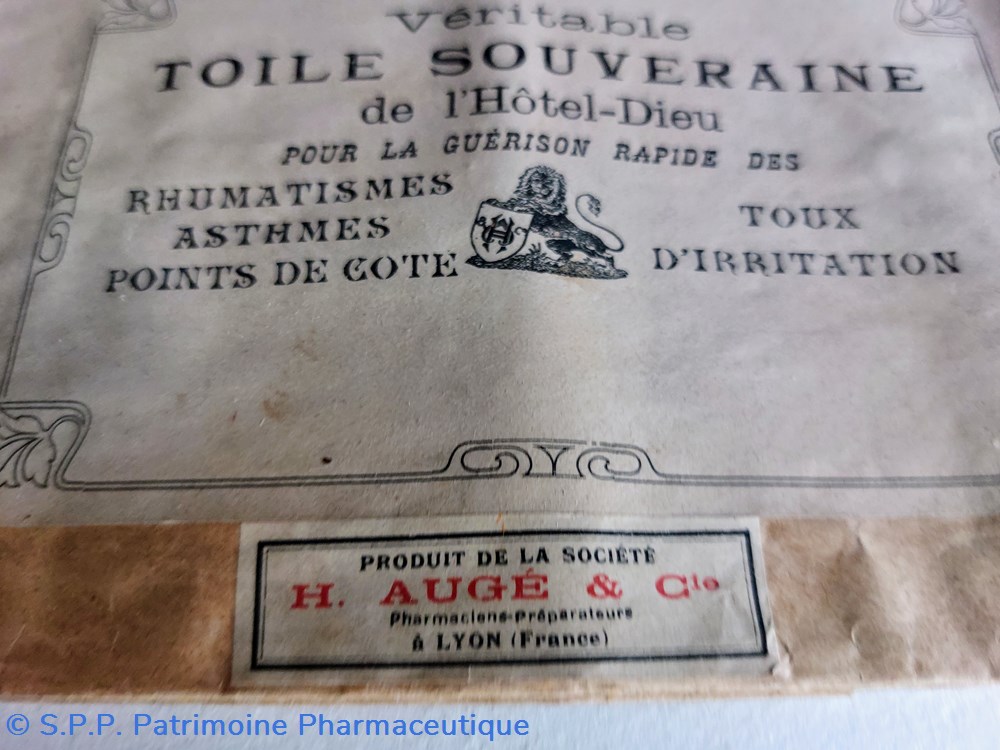 Véritable
TOILE SOUVERAINE
de l'Hôtel-Dieu
POUR LA GUÉRISON RAPIDE DES
RHUMATISMES
ASTHMES
POINTS DE COTE
TOUX
D'IRRITATION
PRODUIT DE LA SOCIÉTÉ
H. AUGÉ & Cie
Pharmaciens-Préparateurs
à LYON (France)
© S.P.P. Patrimoine Pharmaceutique